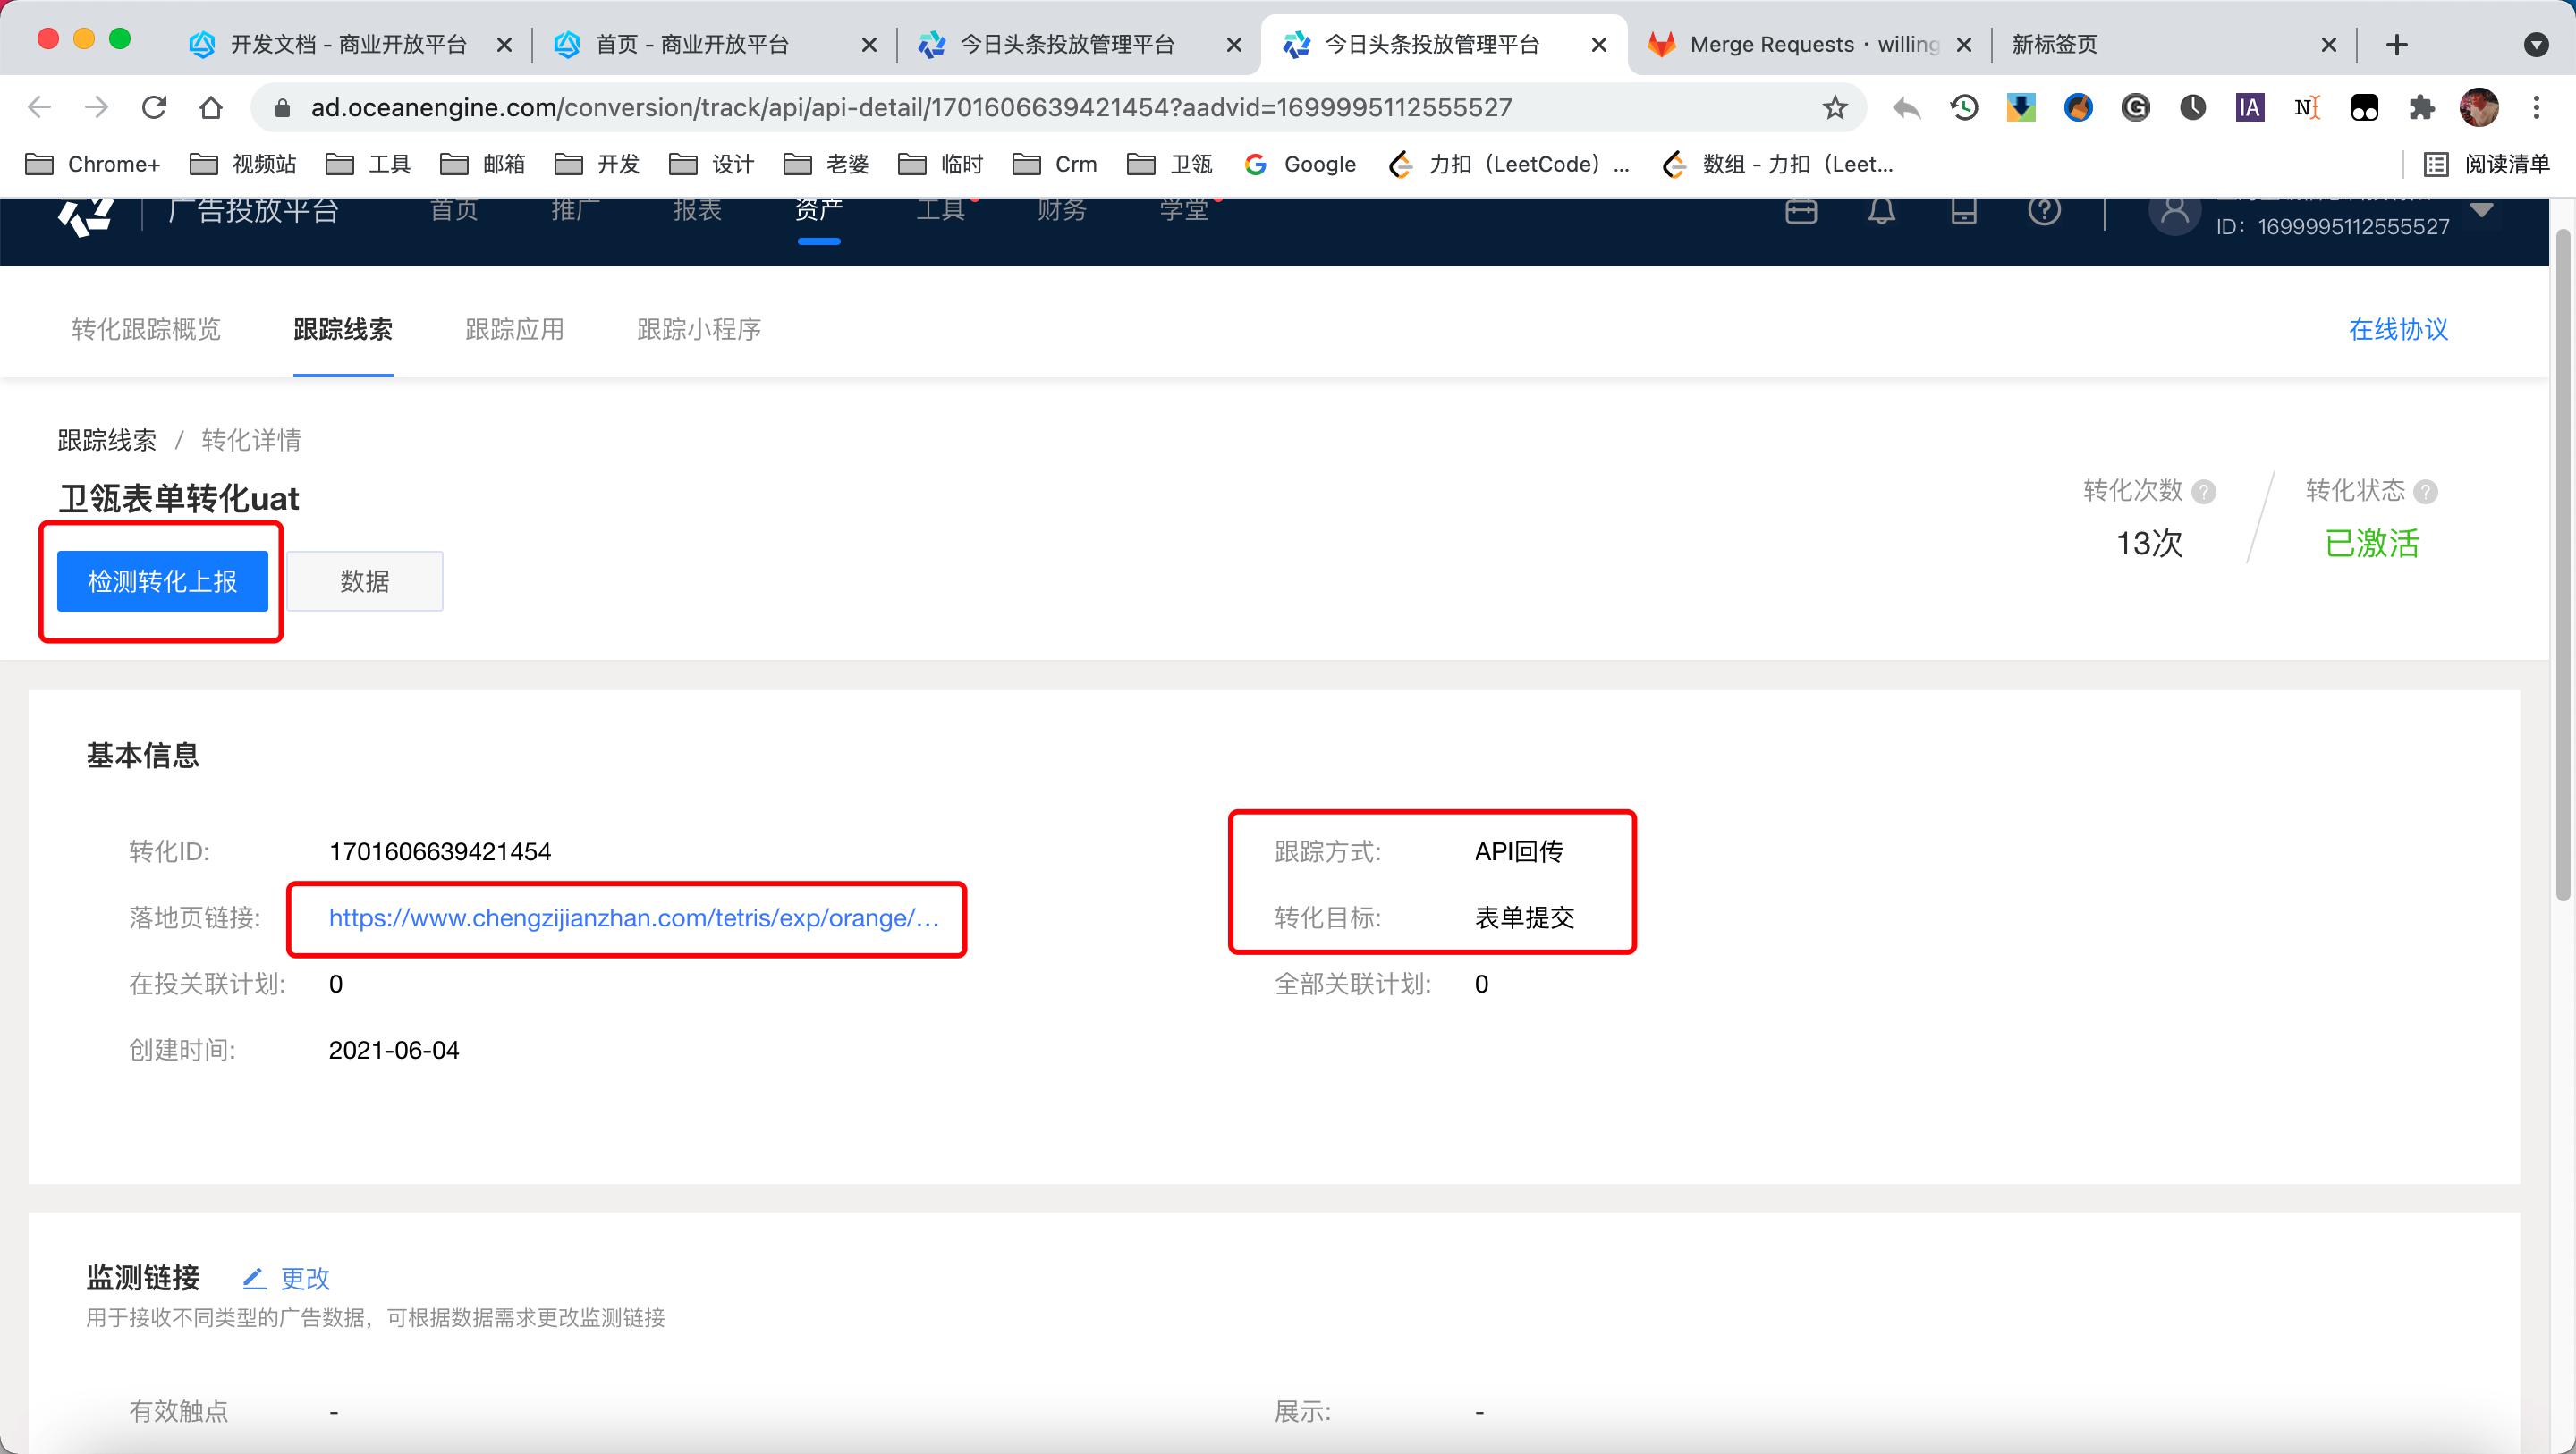 开发文档 - 商业开放平台
首页 - 商业开放平台
今日头条投放管理平台
今日头条投放管理平台
Merge Requests · willing
新标签页
ad.oceanengine.com/conversion/track/api/api-detail/1701606639421454?aadvid=1699995112555527
Chrome+
视频站
工具
邮箱
开发
设计
老婆
临时
Crm
卫瓴
Google
力扣（LeetCode）...
数组 - 力扣（Leet...
阅读清单
广告投放平台
首页
推广
报表
资产
工具
财务
学堂
ID: 1699995112555527
转化跟踪概览
跟踪线索
跟踪应用
跟踪小程序
在线协议
跟踪线索 / 转化详情
卫瓴表单转化uat
转化次数
转化状态
13次
已激活
检测转化上报
数据
基本信息
转化ID: 1701606639421454
跟踪方式: API回传
落地页链接: https://www.chengzijianzhan.com/tetris/exp/orange/...
转化目标: 表单提交
在投关联计划: 0
全部关联计划: 0
创建时间: 2021-06-04
监测链接 更改
用于接收不同类型的广告数据，可根据数据需求更改监测链接
有效触点 -
展示: -